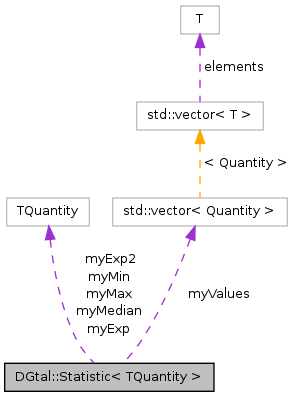 T
elements
std::vector< T >
< Quantity >
TQuantity
std::vector< Quantity >
myExp2
myMin
myMax
myMedian
myExp
myValues
DGtal::Statistic< TQuantity >